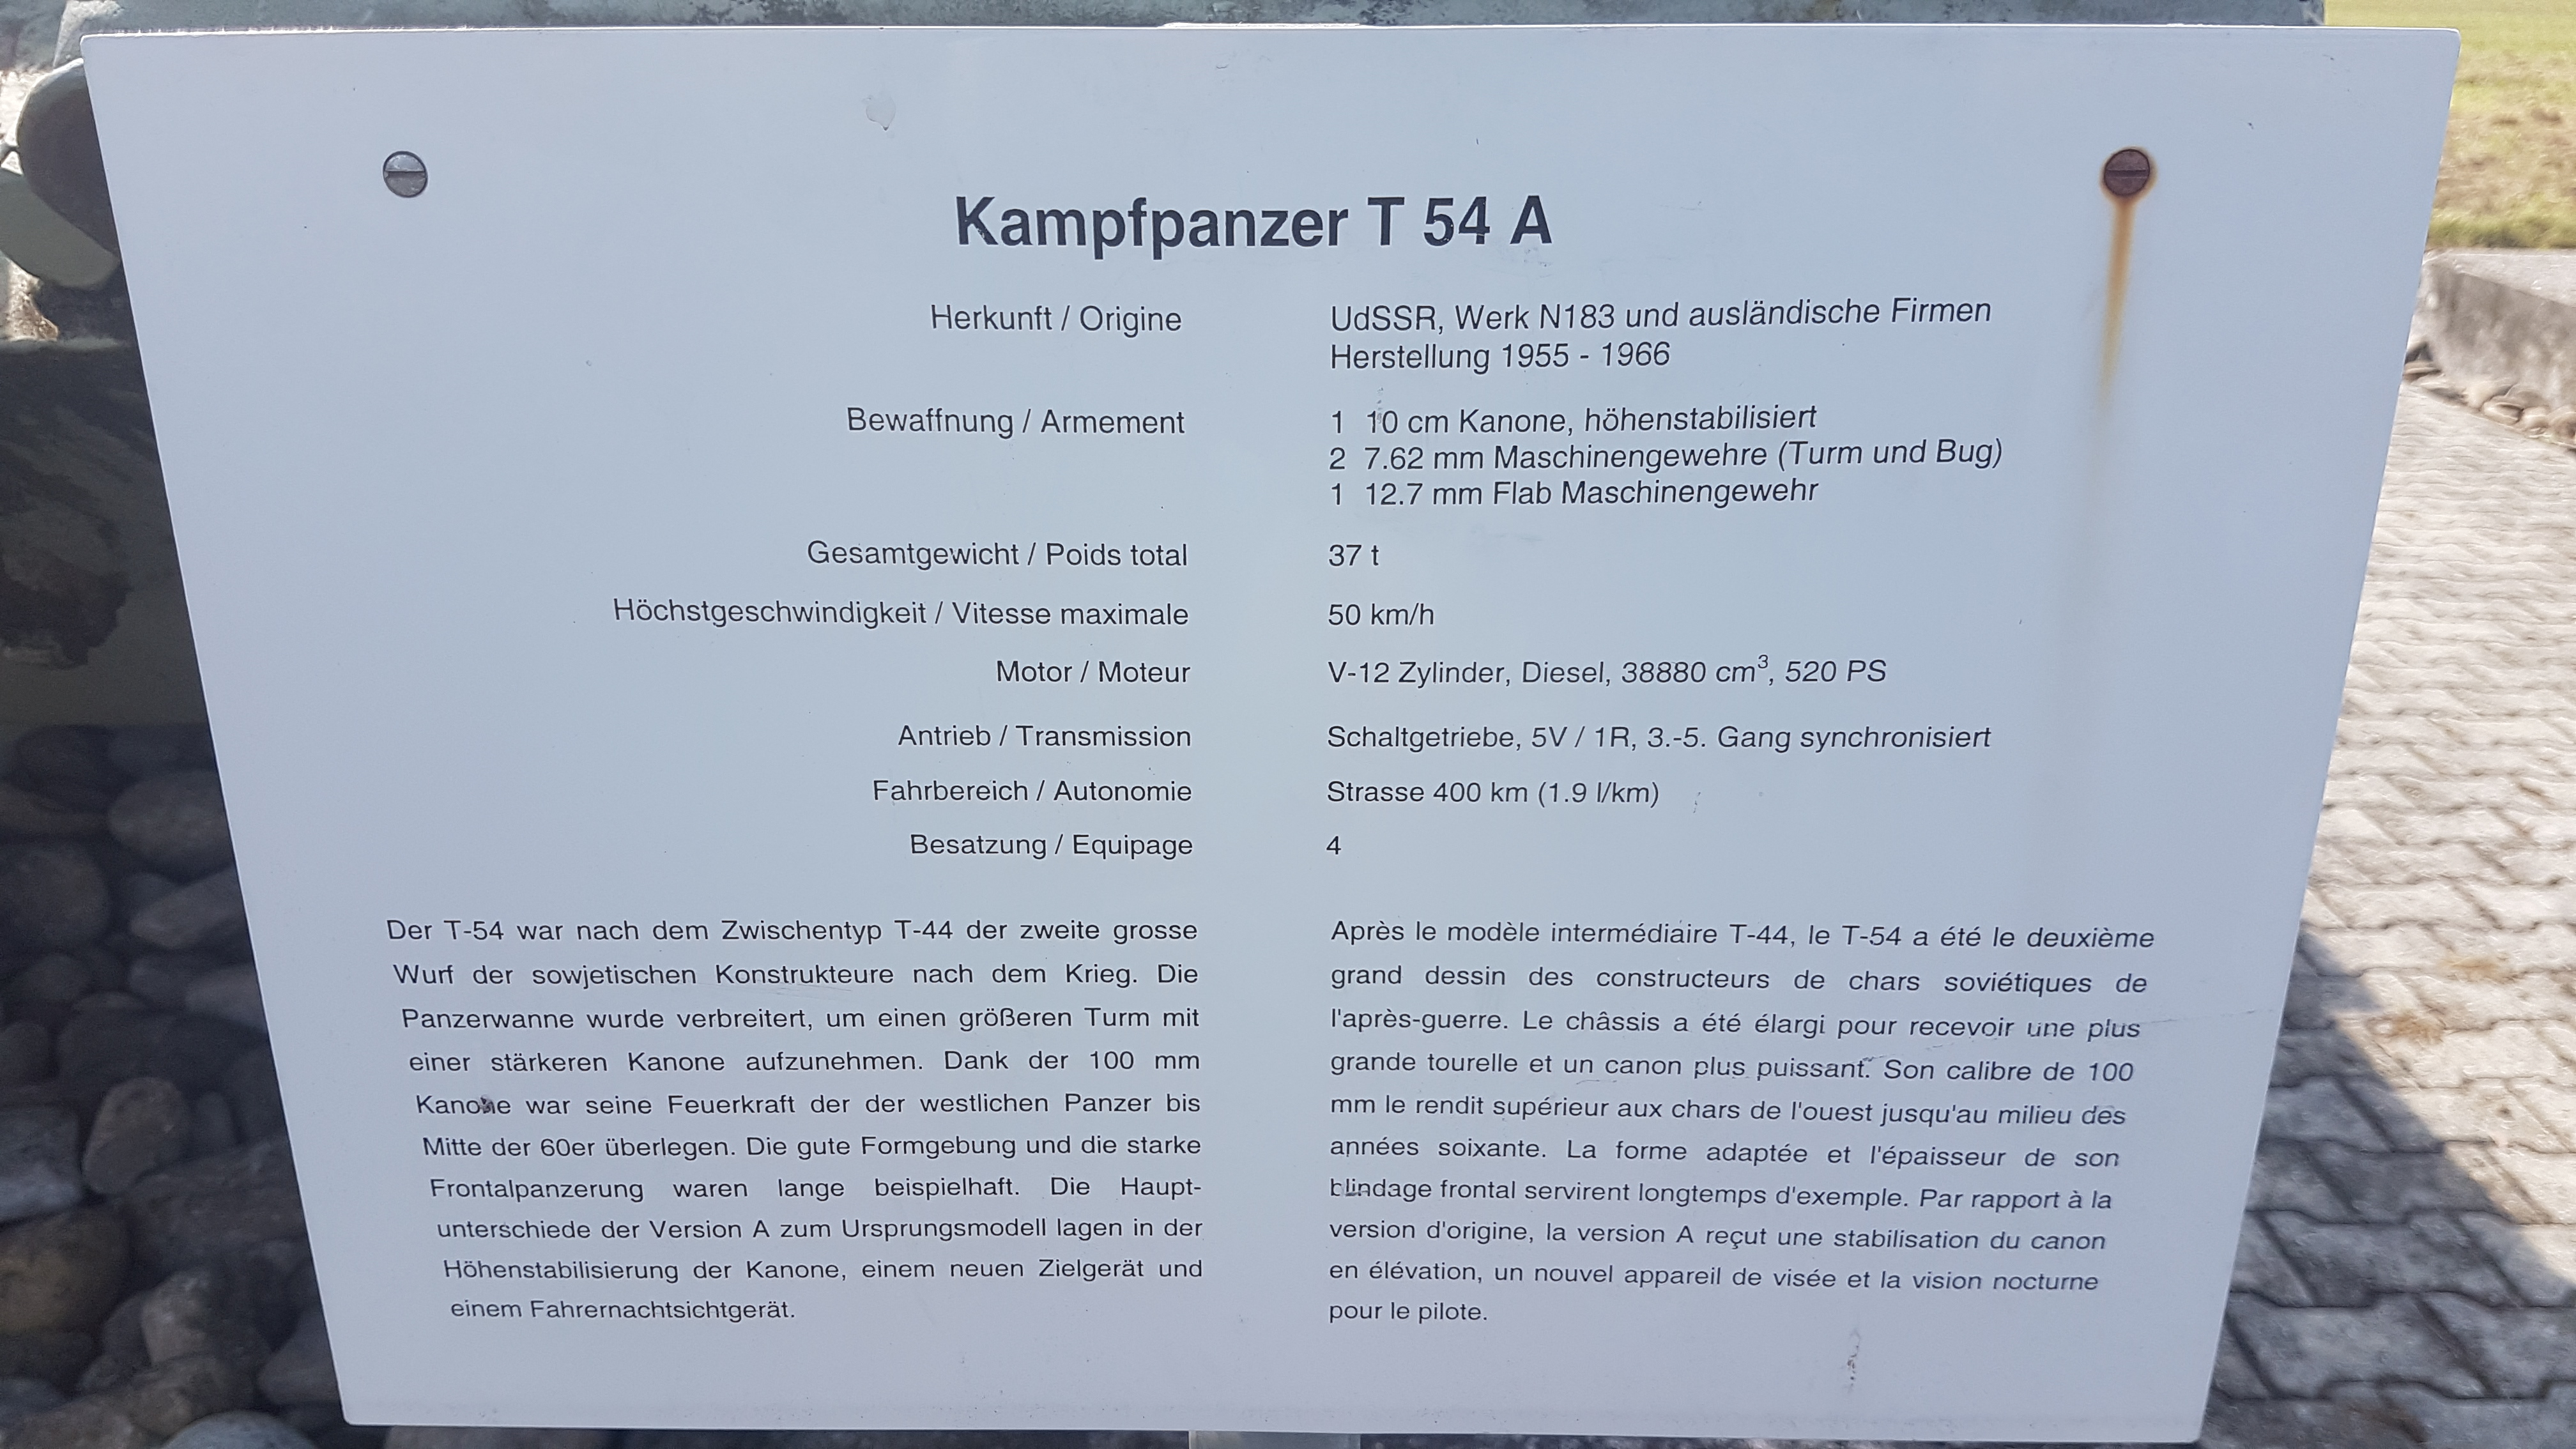 Kampfpanzer T 54 A
Herkunft / Origine UdSSR, Werk N183 und ausländische Firmen
Herstellung 1955 - 1966
Bewaffnung / Armement 1 10 cm Kanone, höhenstabilisiert
2 7.62 mm Maschinengewehre (Turm und Bug)
1 12.7 mm Flab Maschinengewehr
Gesamtgewicht / Poids total 37 t
Höchstgeschwindigkeit / Vitesse maximale 50 km/h
Motor / Moteur V-12 Zylinder, Diesel, 38880 cm³, 520 PS
Antrieb / Transmission Schaltgetriebe, 5V / 1R, 3.-5. Gang synchronisiert
Fahrbereich / Autonomie Strasse 400 km (1.9 l/km)
Besatzung / Equipage 4
Der T-54 war nach dem Zwischentyp T-44 der zweite grosse
Wurf der sowjetischen Konstrukteure nach dem Krieg. Die
Panzerwanne wurde verbreitert, um einen größeren Turm mit
einer stärkeren Kanone aufzunehmen. Dank der 100 mm
Kanone war seine Feuerkraft der der westlichen Panzer bis
Mitte der 60er überlegen. Die gute Formgebung und die starke
Frontalpanzerung waren lange beispielhaft. Die Haupt-
unterschiede der Version A zum Ursprungsmodell lagen in der
Höhenstabilisierung der Kanone, einem neuen Zielgerät und
einem Fahrernachtsichtgerät.
Après le modèle intermédiaire T-44, le T-54 a été le deuxième
grand dessin des constructeurs de chars soviétiques de
l'après-guerre. Le châssis a été élargi pour recevoir une plus
grande tourelle et un canon plus puissant. Son calibre de 100
mm le rendit supérieur aux chars de l'ouest jusqu'au milieu des
années soixante. La forme adaptée et l'épaisseur de son
blindage frontal servirent longtemps d'exemple. Par rapport à la
version d'origine, la version A reçut une stabilisation du canon
en élévation, un nouvel appareil de visée et la vision nocturne
pour le pilote.